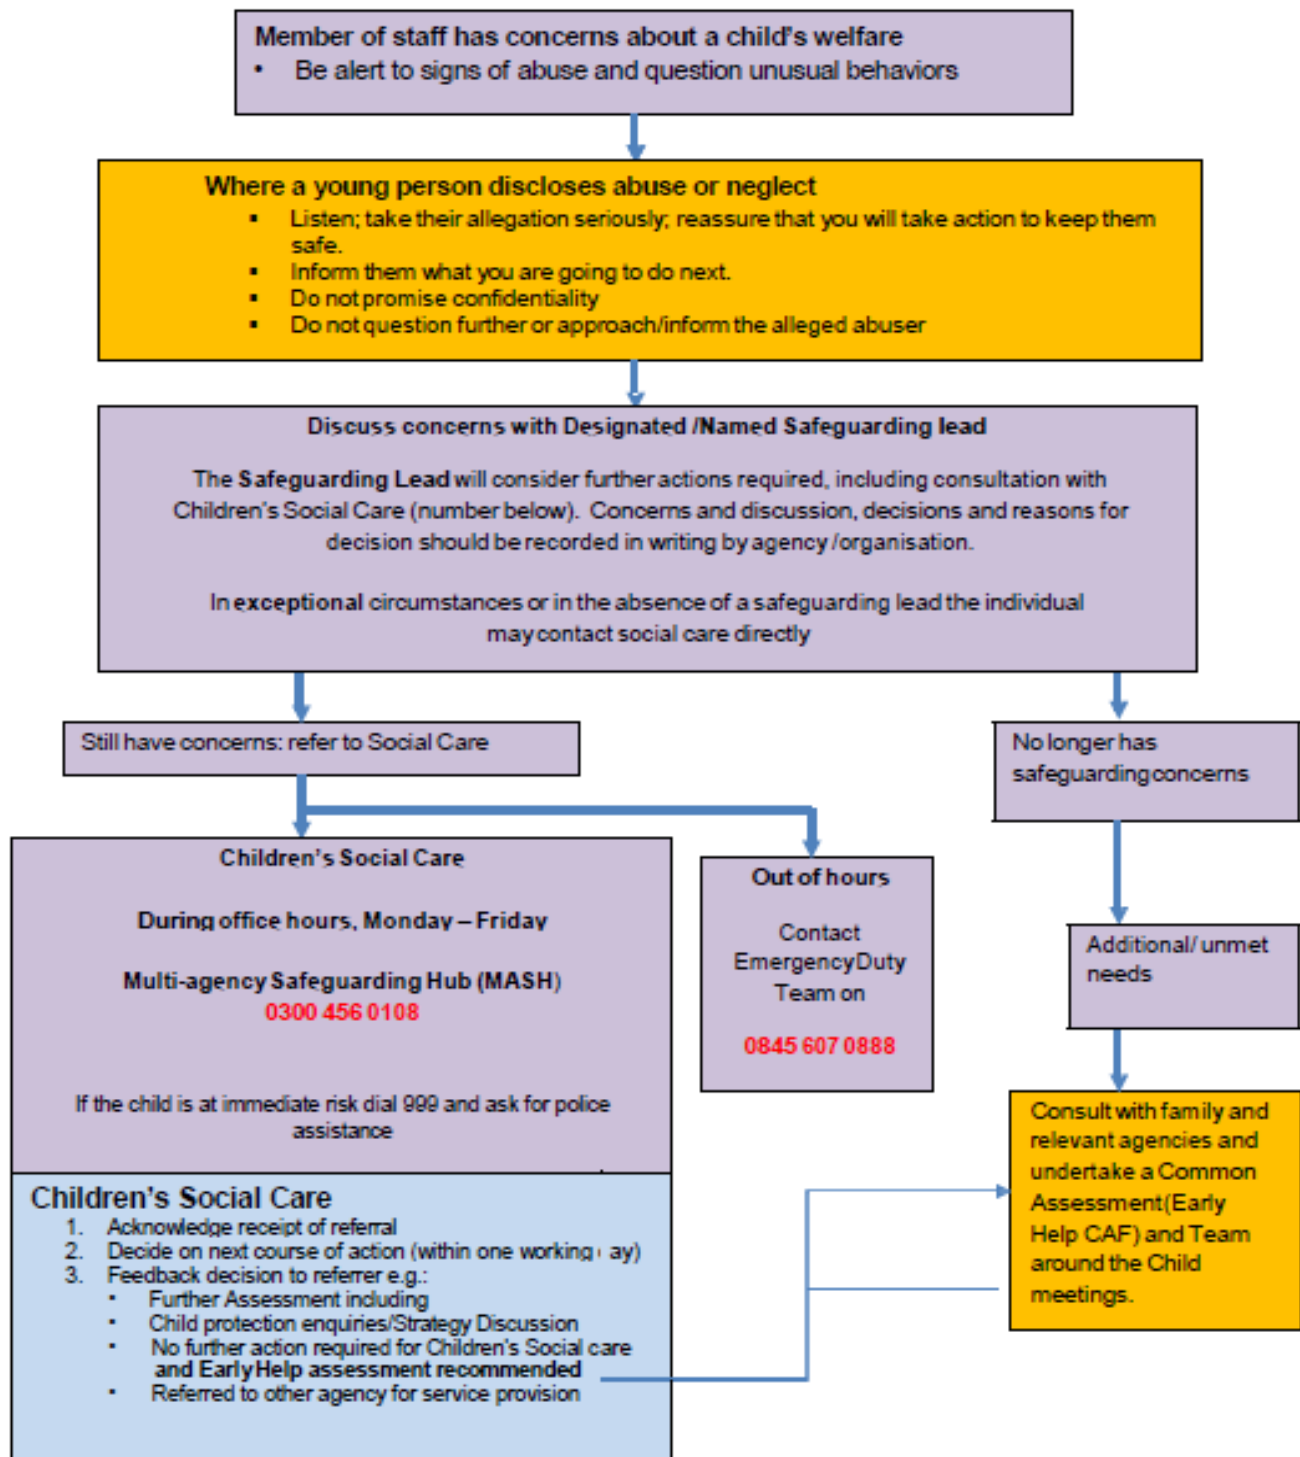 Member of staff has concerns about a child's welfare
• Be alert to signs of abuse and question unusual behaviors
Where a young person discloses abuse or neglect
▪ Listen; take their allegation seriously; reassure that you will take action to keep them
safe.
▪ Inform them what you are going to do next.
▪ Do not promise confidentiality
▪ Do not question further or approach/inform the alleged abuser
Discuss concerns with Designated /Named Safeguarding lead
The Safeguarding Lead will consider further actions required, including consultation with
Children's Social Care (number below). Concerns and discussion, decisions and reasons for
decision should be recorded in writing by agency /organisation.
In exceptional circumstances or in the absence of a safeguarding lead the individual
may contact social care directly
Still have concerns: refer to Social Care
No longer has
safeguarding concerns
Children's Social Care
During office hours, Monday – Friday
Multi-agency Safeguarding Hub (MASH)
0300 456 0108
If the child is at immediate risk dial 999 and ask for police
assistance
Out of hours
Contact
Emergency Duty
Team on
0845 607 0888
Additional/ unmet
needs
Consult with family and
relevant agencies and
undertake a Common
Assessment (Early
Help CAF) and Team
around the Child
meetings.
Children's Social Care
1. Acknowledge receipt of referral
2. Decide on next course of action (within one working ay)
3. Feedback decision to referrer e.g.:
▪ Further Assessment including
▪ Child protection enquiries/Strategy Discussion
▪ No further action required for Children's Social care
and Early Help assessment recommended
▪ Referred to other agency for service provision